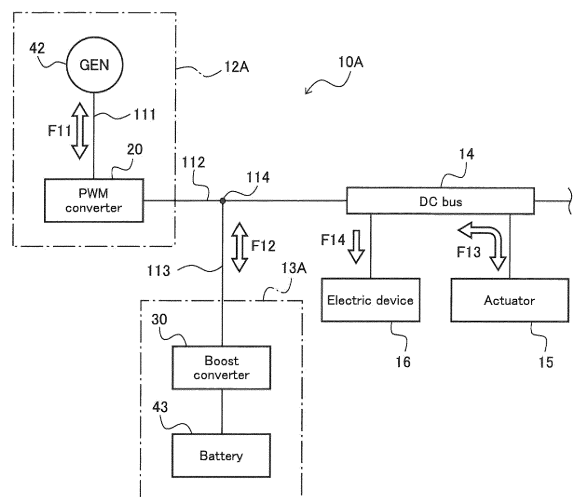 42
GEN
12A
10A
F11
111
20
112
114
14
PWM
converter
DC bus
F12
F14
F13
113
13A
Electric device
Actuator
30
Boost
converter
16
15
43
Battery